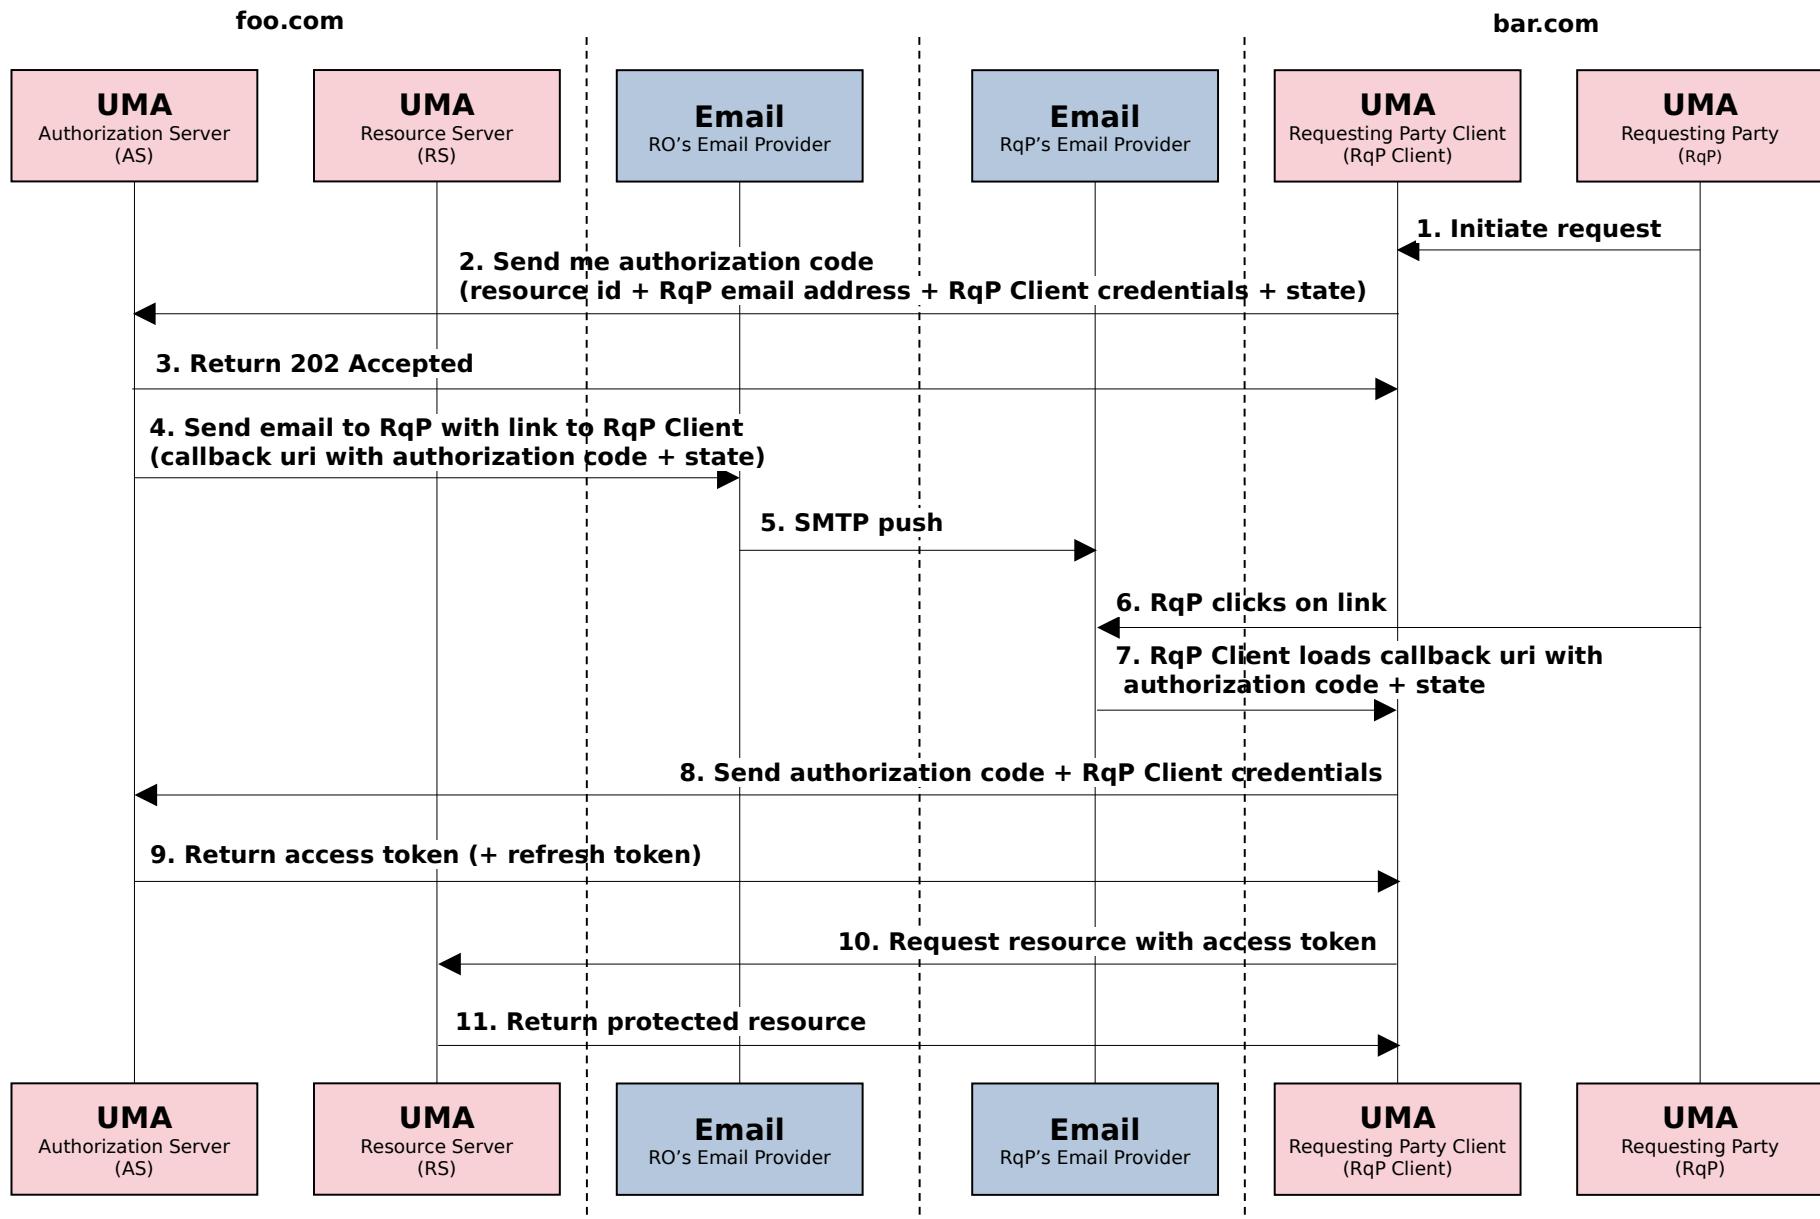 foo.com
bar.com
UMA
Authorization Server
(AS)
UMA
Resource Server
(RS)
Email
RO’s Email Provider
Email
RqP’s Email Provider
UMA
Requesting Party Client
(RqP Client)
UMA
Requesting Party
(RqP)
1. Initiate request
2. Send me authorization code
(resource id + RqP email address + RqP Client credentials + state)
3. Return 202 Accepted
4. Send email to RqP with link to RqP Client
(callback uri with authorization code + state)
5. SMTP push
6. RqP clicks on link
7. RqP Client loads callback uri with
authorization code + state
8. Send authorization code + RqP Client credentials
9. Return access token (+ refresh token)
10. Request resource with access token
11. Return protected resource
UMA
Authorization Server
(AS)
UMA
Resource Server
(RS)
Email
RO’s Email Provider
Email
RqP’s Email Provider
UMA
Requesting Party Client
(RqP Client)
UMA
Requesting Party
(RqP)